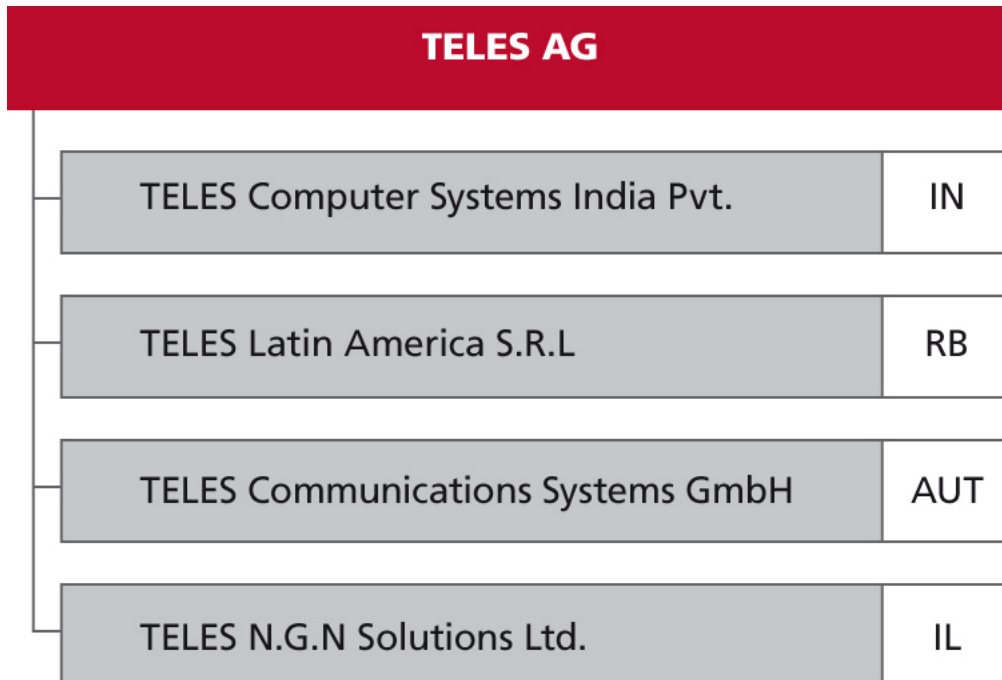 TELES AG
TELES Computer Systems India Pvt. IN
TELES Latin America S.R.L RB
TELES Communications Systems GmbH AUT
TELES N.G.N Solutions Ltd. IL